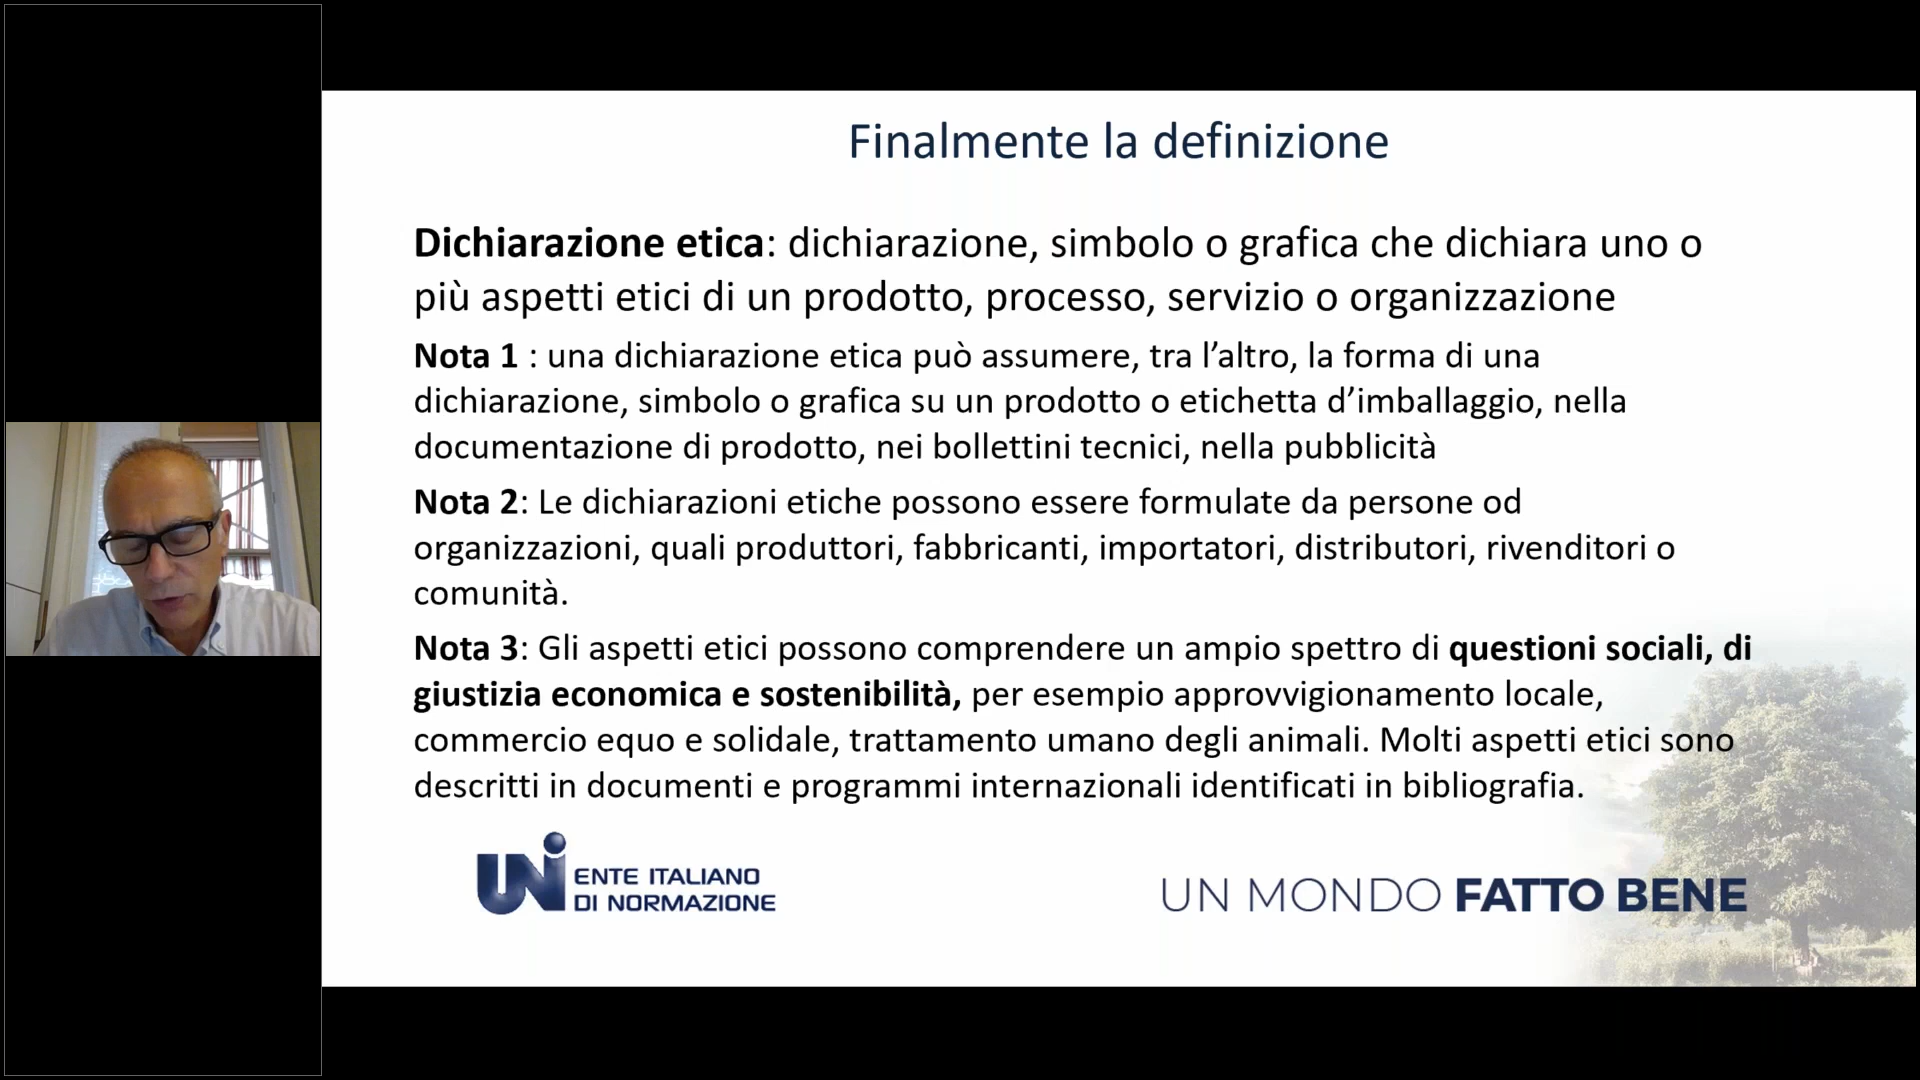 Finalmente la definizione
Dichiarazione etica: dichiarazione, simbolo o grafica che dichiara uno o
più aspetti etici di un prodotto, processo, servizio o organizzazione
Nota 1 : una dichiarazione etica può assumere, tra l’altro, la forma di una
dichiarazione, simbolo o grafica su un prodotto o etichetta d’imballaggio, nella
documentazione di prodotto, nei bollettini tecnici, nella pubblicità
Nota 2: Le dichiarazioni etiche possono essere formulate da persone od
organizzazioni, quali produttori, fabbricanti, importatori, distributori, rivenditori o
comunità.
Nota 3: Gli aspetti etici possono comprendere un ampio spettro di questioni sociali, di
giustizia economica e sostenibilità, per esempio approvvigionamento locale,
commercio equo e solidale, trattamento umano degli animali. Molti aspetti etici sono
descritti in documenti e programmi internazionali identificati in bibliografia.
UNI ENTE ITALIANO
DI NORMAZIONE
UN MONDO FATTO BENE